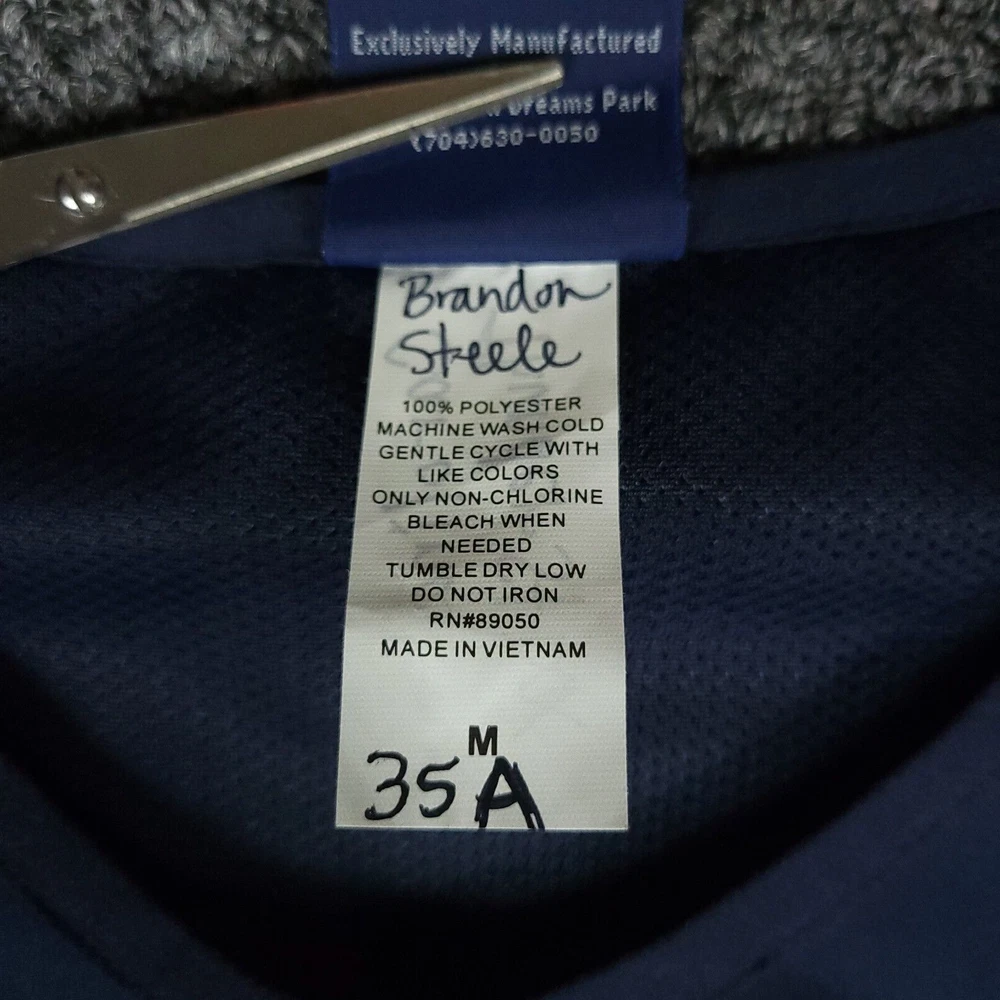 Exclusively Manufactured
Dreams Park
(704)630-0050
Brandon
Steele
100% POLYESTER
MACHINE WASH COLD
GENTLE CYCLE WITH
LIKE COLORS
ONLY NON-CHLORINE
BLEACH WHEN
NEEDED
TUMBLE DRY LOW
DO NOT IRON
RN#89050
MADE IN VIETNAM
M
35A